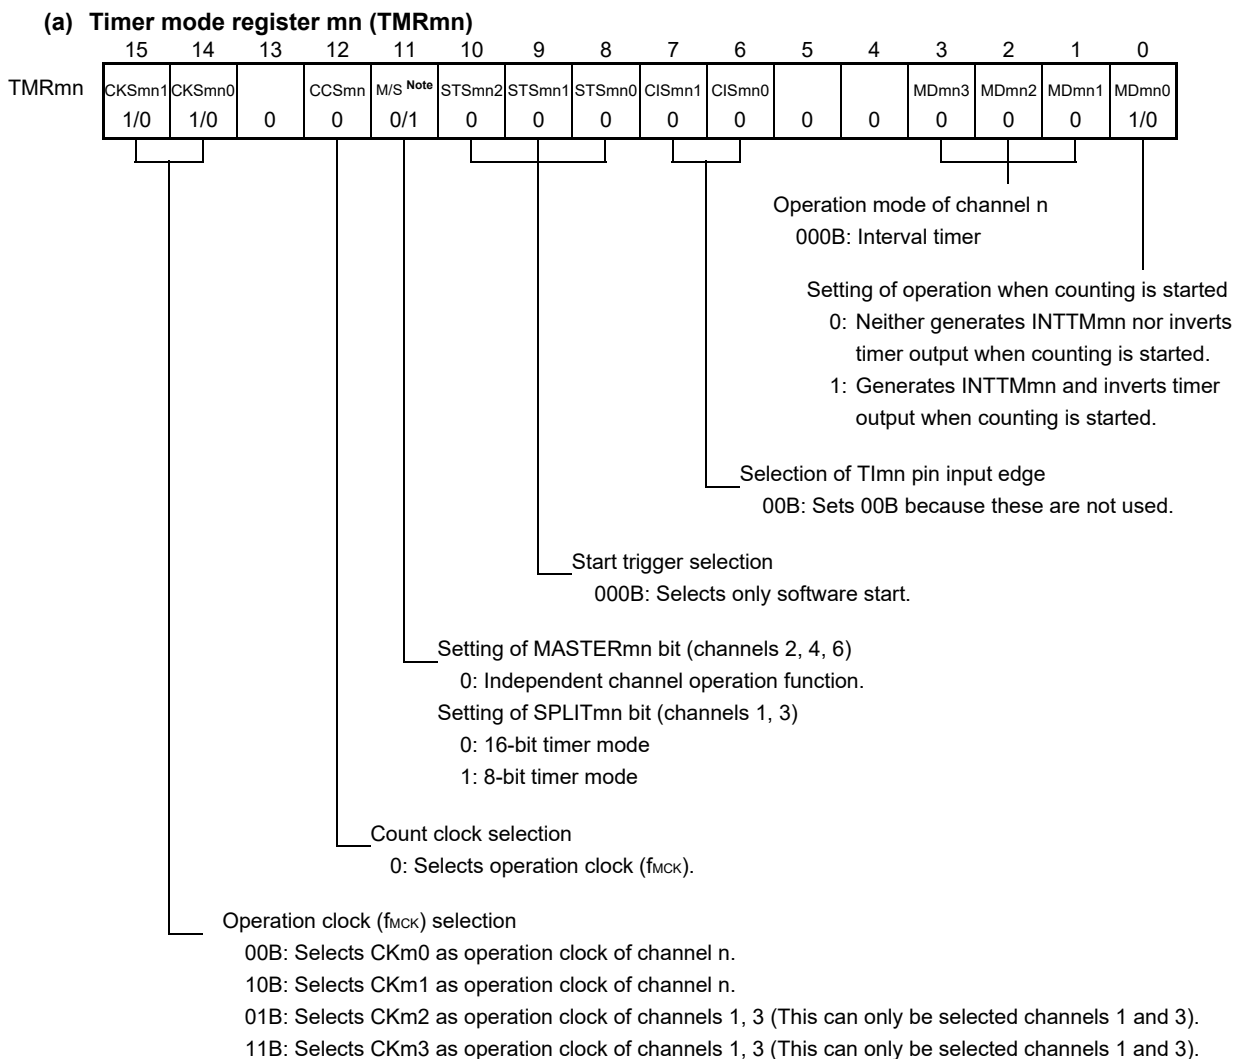 (a) Timer mode register mn (TMRmn)
15 14 13 12 11 10 9 8 7 6 5 4 3 2 1 0
TMRmn CKSmn1 CKSmn0 CCSmn M/S Note STSmn2 STSmn1 STSmn0 CISmn1 CISmn0 MDmn3 MDmn2 MDmn1 MDmn0
1/0 1/0 0 0 0/1 0 0 0 0 0 0 0 0 0 0 1/0
Operation mode of channel n
000B: Interval timer
Setting of operation when counting is started
0: Neither generates INTTMmn nor inverts
timer output when counting is started.
1: Generates INTTMmn and inverts timer
output when counting is started.
Selection of TImn pin input edge
00B: Sets 00B because these are not used.
Start trigger selection
000B: Selects only software start.
Setting of MASTERmn bit (channels 2, 4, 6)
0: Independent channel operation function.
Setting of SPLITmn bit (channels 1, 3)
0: 16-bit timer mode
1: 8-bit timer mode
Count clock selection
0: Selects operation clock (fMCK).
Operation clock (fMCK) selection
00B: Selects CKm0 as operation clock of channel n.
10B: Selects CKm1 as operation clock of channel n.
01B: Selects CKm2 as operation clock of channels 1, 3 (This can only be selected channels 1 and 3).
11B: Selects CKm3 as operation clock of channels 1, 3 (This can only be selected channels 1 and 3).